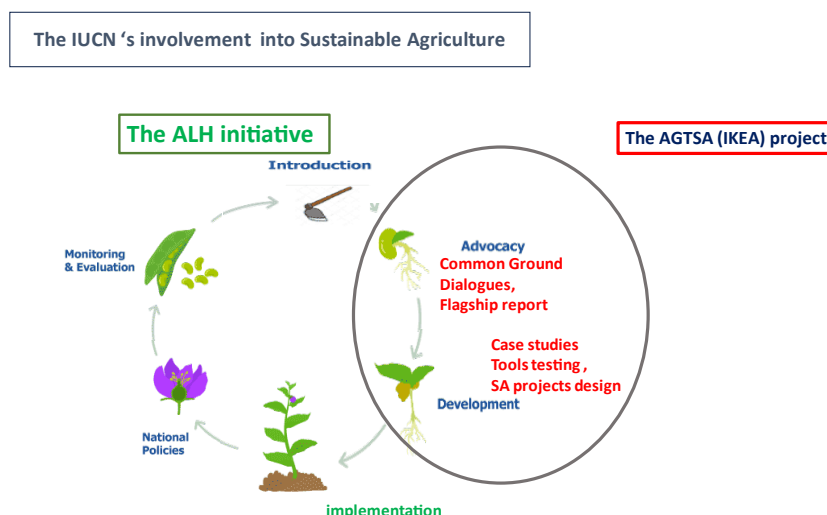 The IUCN ‘s involvement into Sustainable Agriculture
The ALH initiative
The AGTSA (IKEA) project
Introduction
Advocacy
Common Ground
Dialogues,
Flagship report
Monitoring
& Evaluation
Case studies
Tools testing ,
SA projects design
Development
National
Policies
implementation